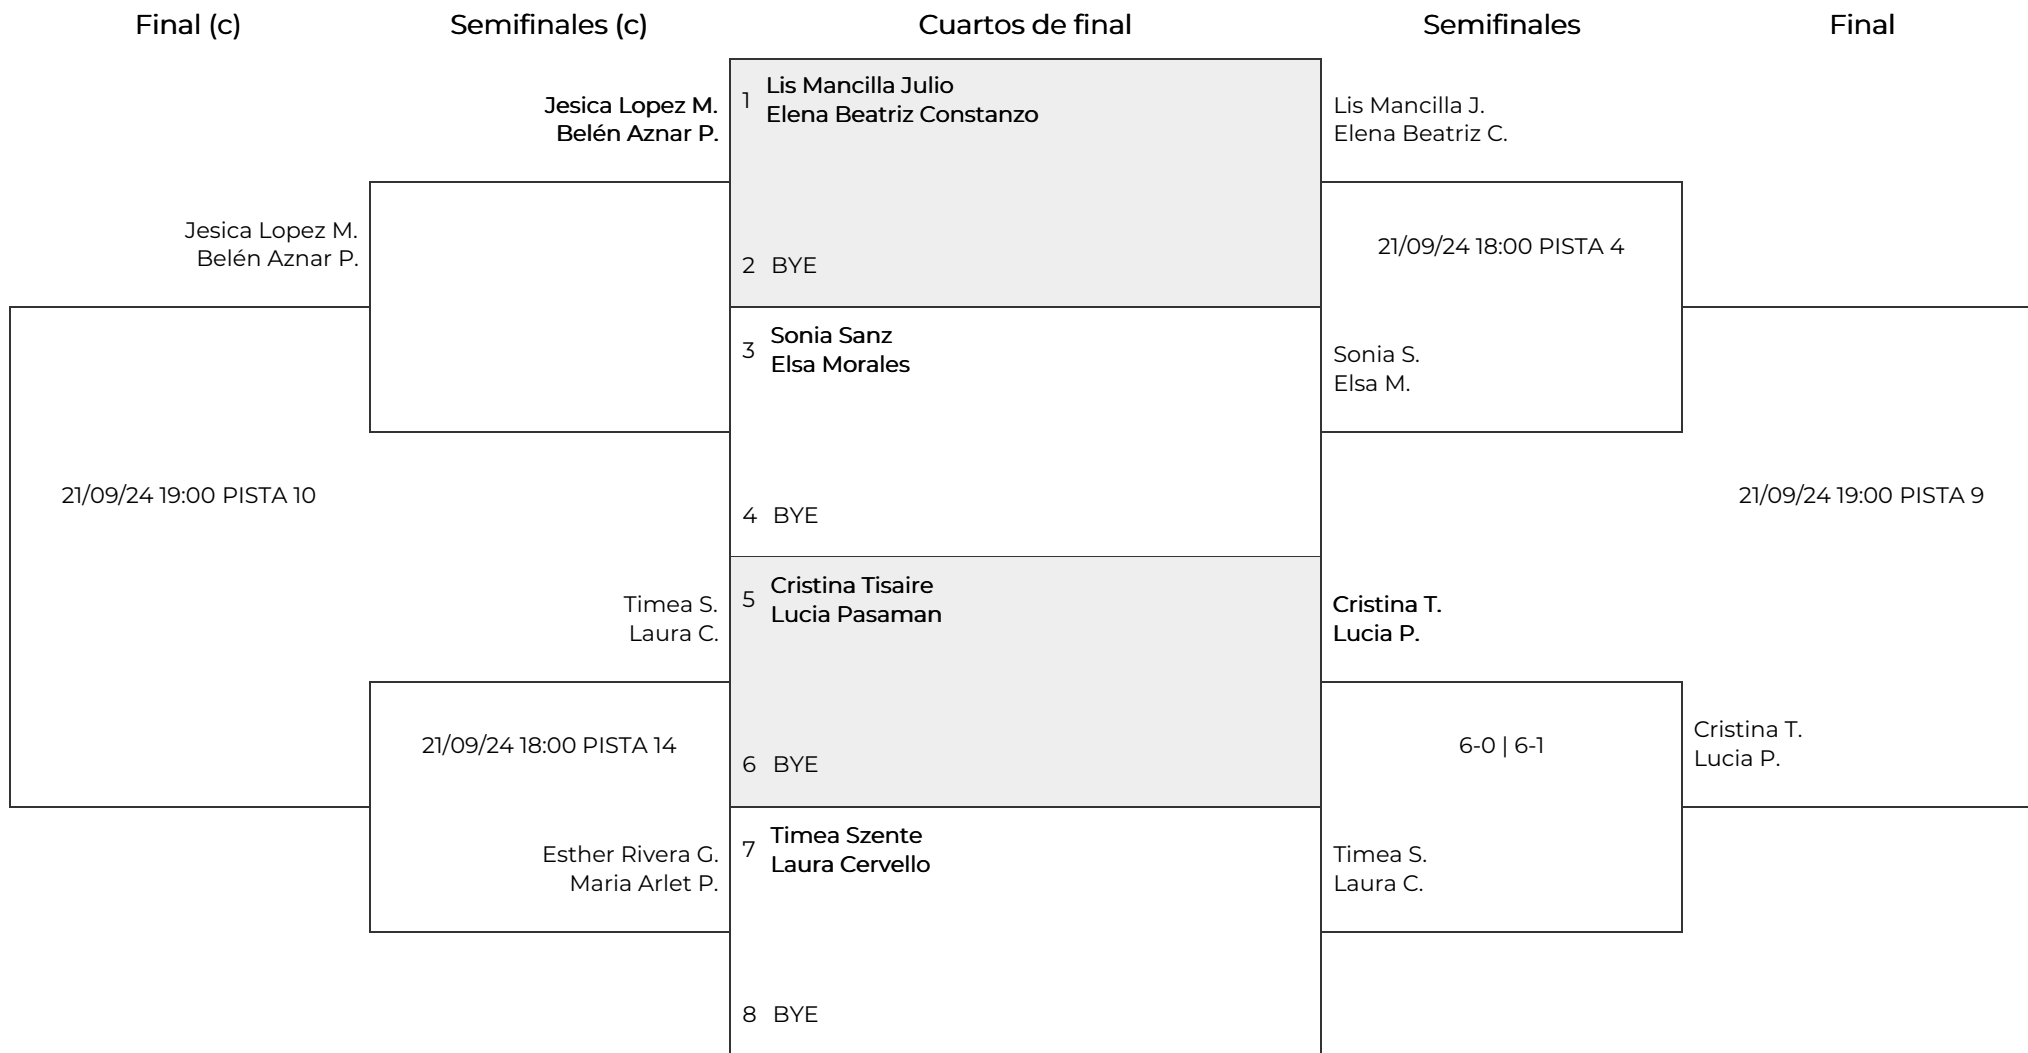 Final (c)
Semifinales (c)
Cuartos de final
Semifinales
Final
Jesica Lopez M.
Belén Aznar P.
21/09/24 19:00 PISTA 10
Jesica Lopez M.
Belén Aznar P.
Timea S.
Laura C.
21/09/24 18:00 PISTA 14
Esther Rivera G.
Maria Arlet P.
1 Lis Mancilla Julio
Elena Beatriz Constanzo
2 BYE
3 Sonia Sanz
Elsa Morales
4 BYE
5 Cristina Tisaire
Lucia Pasaman
6 BYE
7 Timea Szente
Laura Cervello
8 BYE
Lis Mancilla J.
Elena Beatriz C.
21/09/24 18:00 PISTA 4
Sonia S.
Elsa M.
Cristina T.
Lucia P.
6-0 | 6-1
Timea S.
Laura C.
21/09/24 19:00 PISTA 9
Cristina T.
Lucia P.